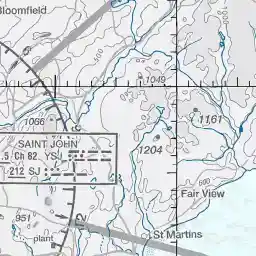 Bloomfield
1049
1066
1161
SAINT JOHN
.5 Ch 82 YSJ
212 SJ
1204
600
Fair View
951
plant
St Martins